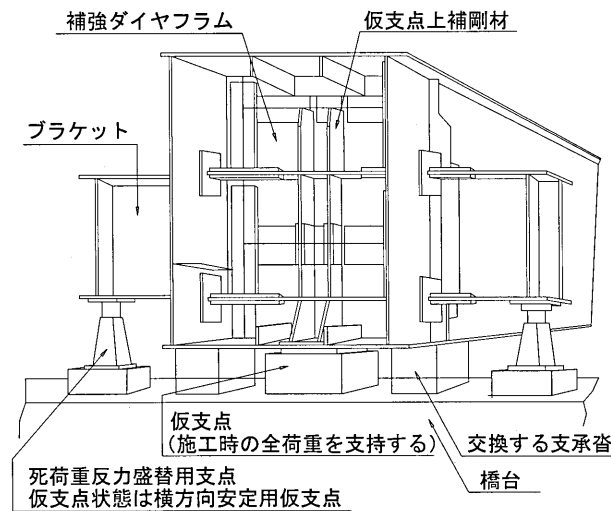 補強ダイヤフラム
仮支点上補剛材
ブラケット
仮支点
(施工時の全荷重を支持する)
交換する支承沓
橋台
死荷重反力盛替用支点
仮支点状態は横方向安定用仮支点